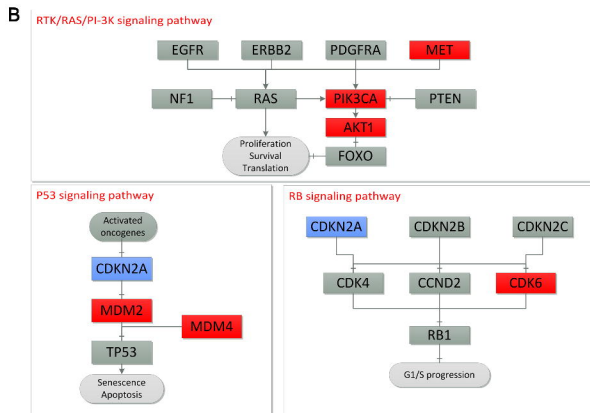 B
RTK/RAS/PI-3K signaling pathway
EGFR
ERBB2
PDGFRA
MET
NF1
RAS
PIK3CA
PTEN
AKT1
Proliferation
Survival
Translation
FOXO
P53 signaling pathway
Activated
oncogenes
CDKN2A
MDM2
MDM4
TP53
Senescence
Apoptosis
RB signaling pathway
CDKN2A
CDKN2B
CDKN2C
CDK4
CCND2
CDK6
RB1
G1/S progression